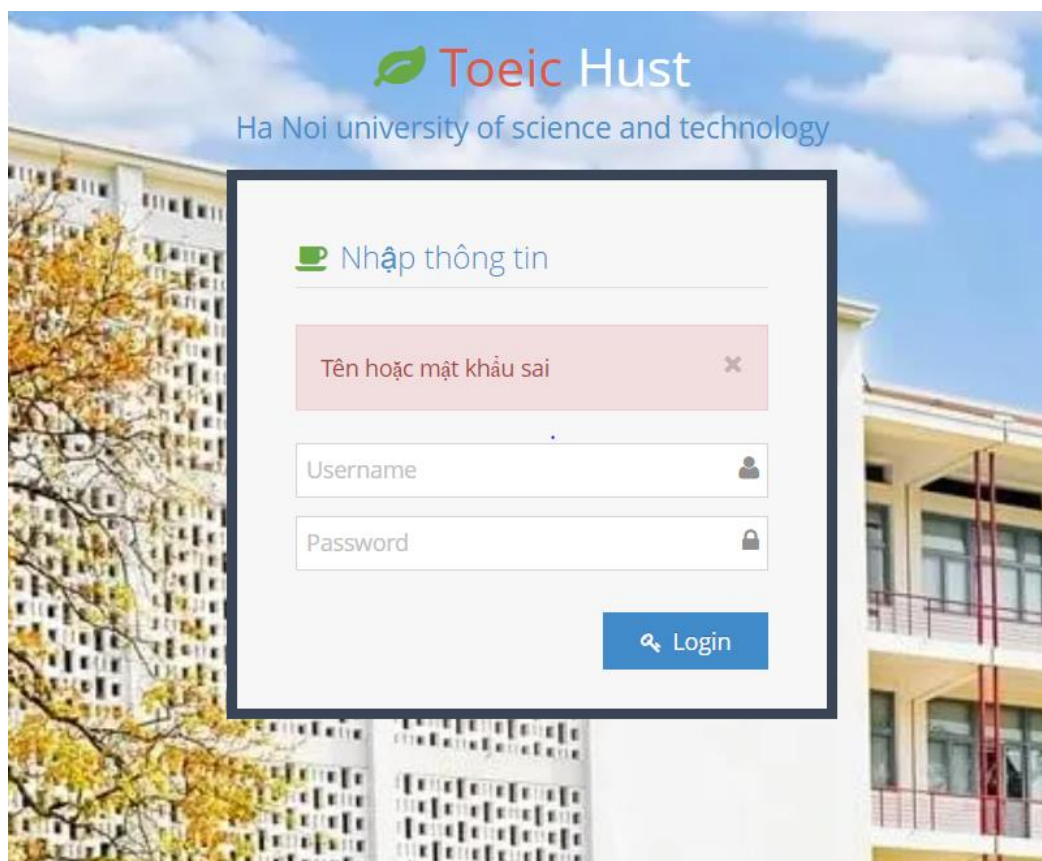 Toeic Hust
Ha Noi university of science and technology
Nhập thông tin
Tên hoặc mật khẩu sai
Username
Password
Login